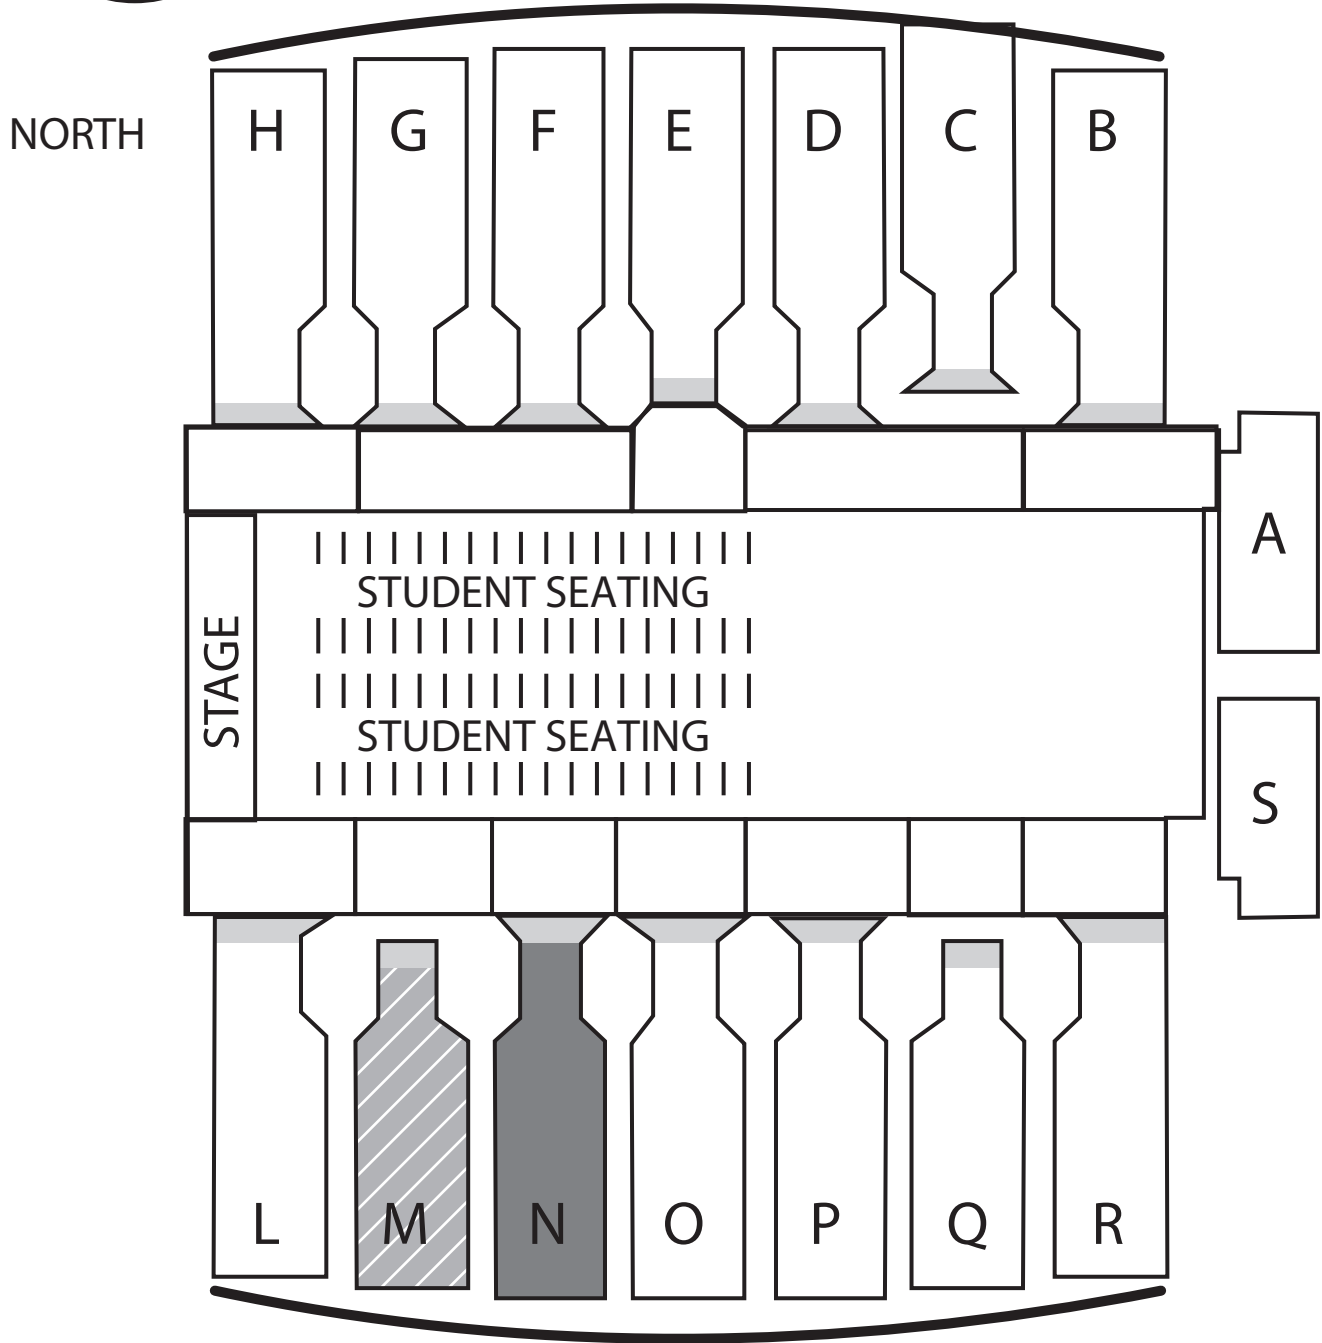 NORTH
H G F E D C B
A
STUDENT SEATING
STAGE
STUDENT SEATING
S
L M N O P Q R